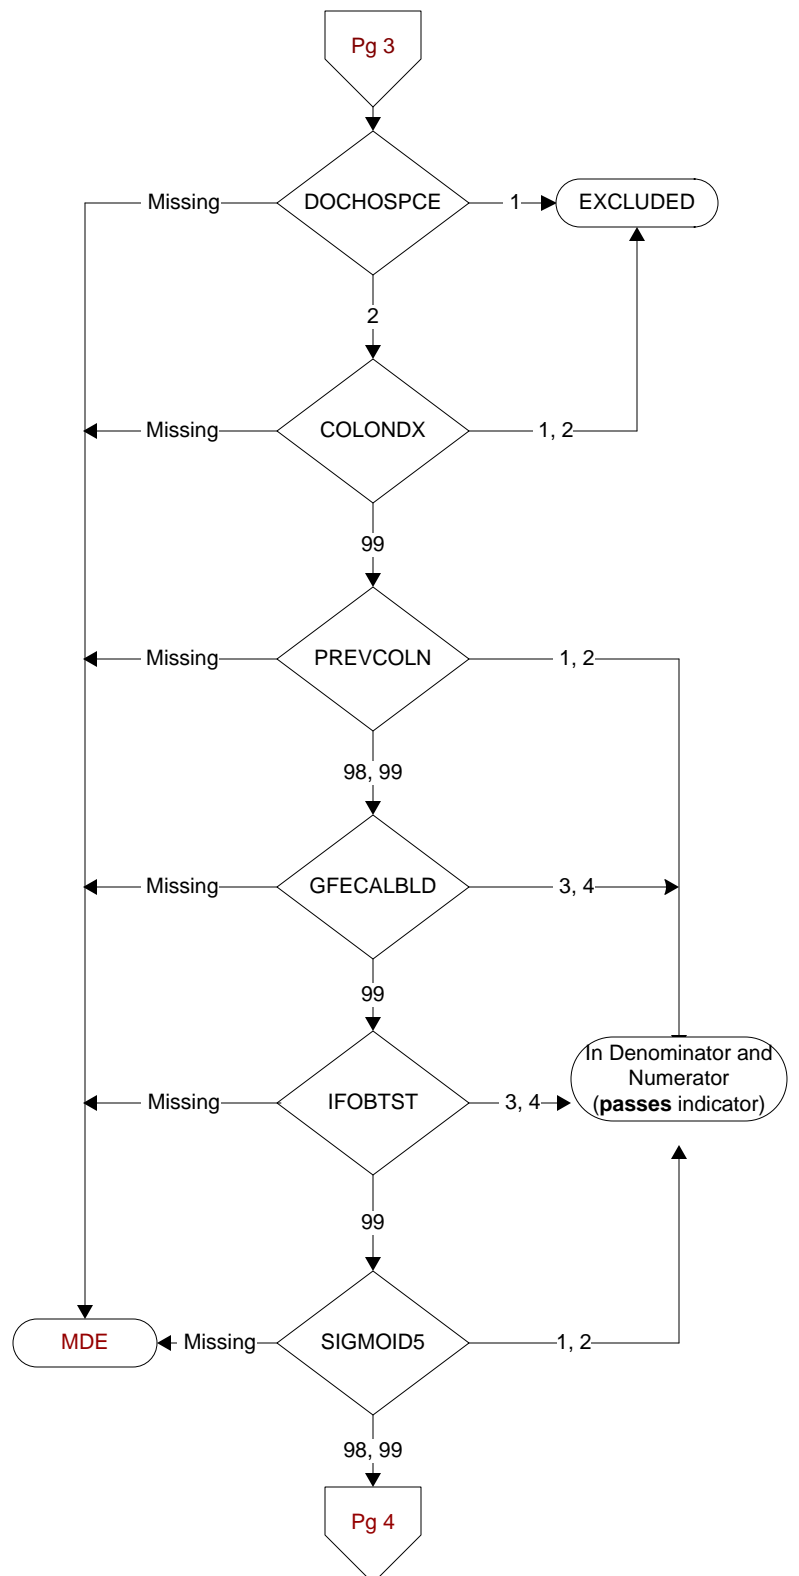 Pg 3
Missing
DOCHOSPCE
1
EXCLUDED
2
Missing
COLONDX
1, 2
99
Missing
PREVCOLN
1, 2
98, 99
Missing
GFECALBLD
3, 4
99
In Denominator and
Numerator
(passes indicator)
Missing
IFOBTST
3, 4
99
MDE
Missing
SIGMOID5
1, 2
98, 99
Pg 4